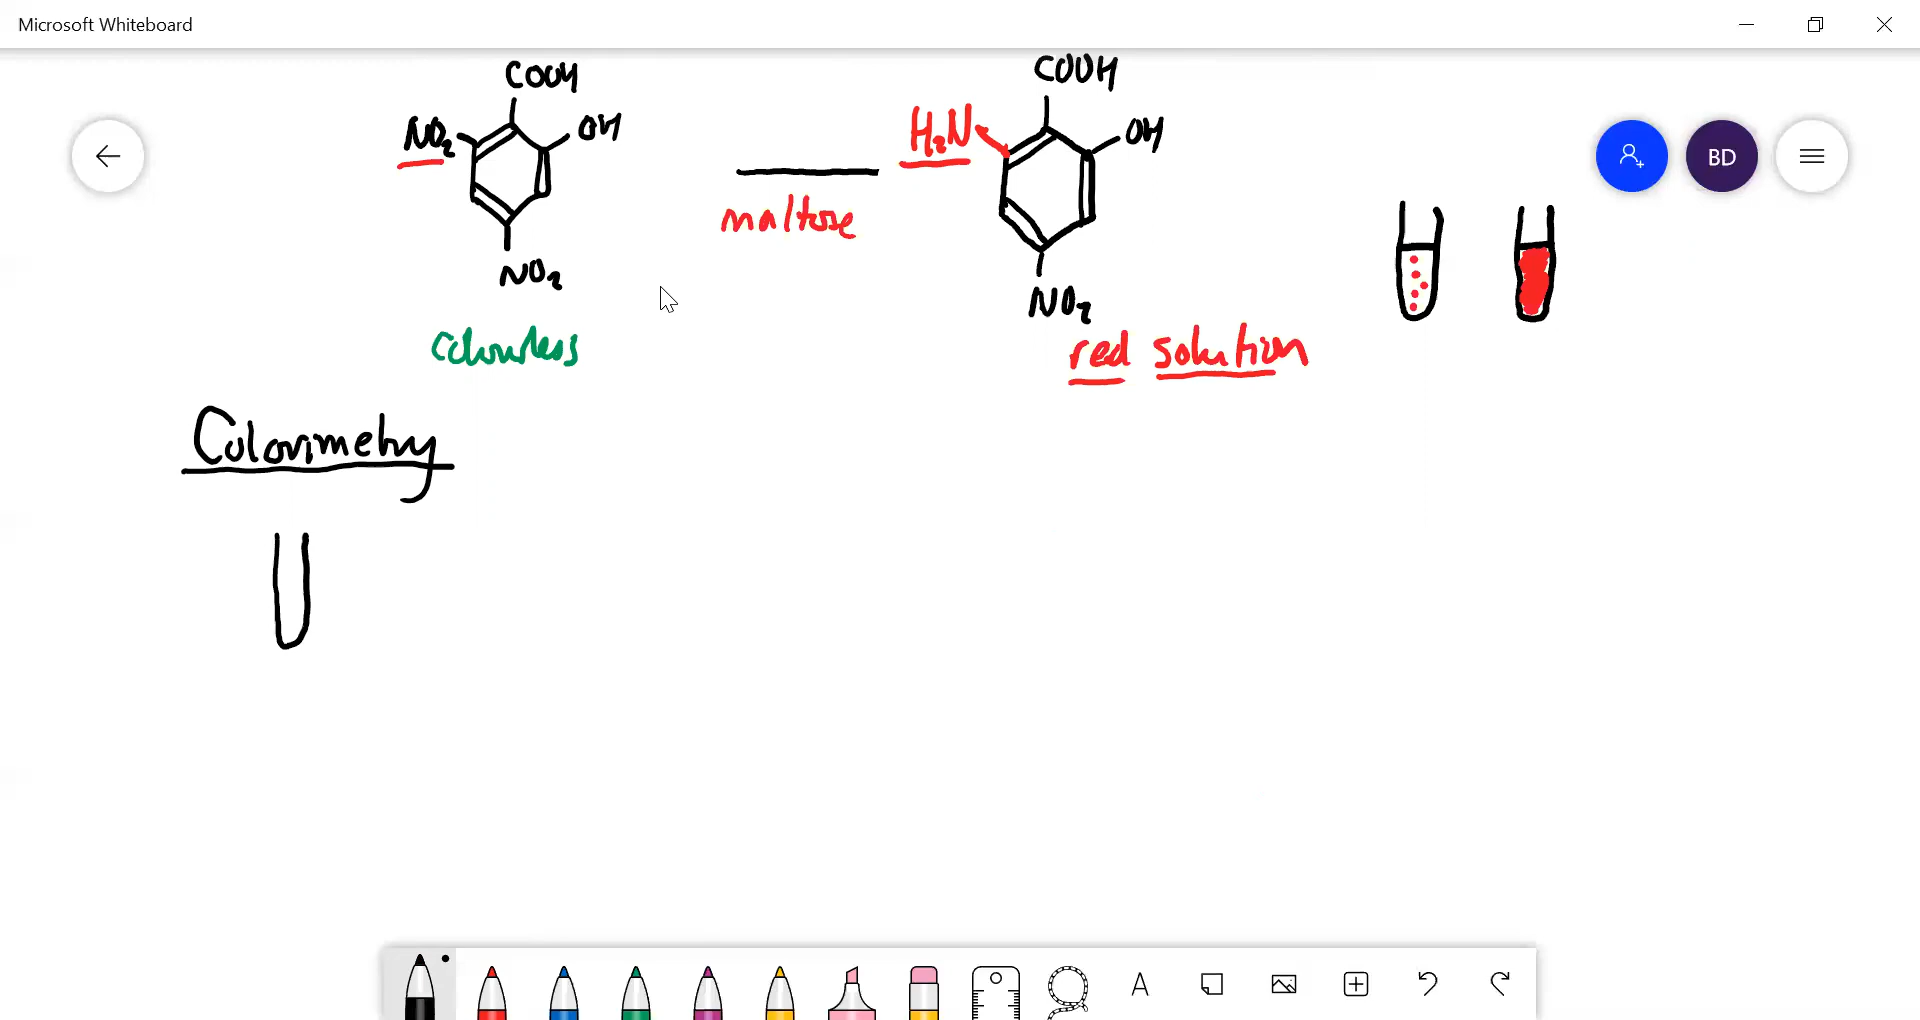 Microsoft Whiteboard
COOH
NO₂
OH
NO₂
colourless
maltose
COOH
H₂N
OH
NO₂
red solution
BD
Colorimetry
A